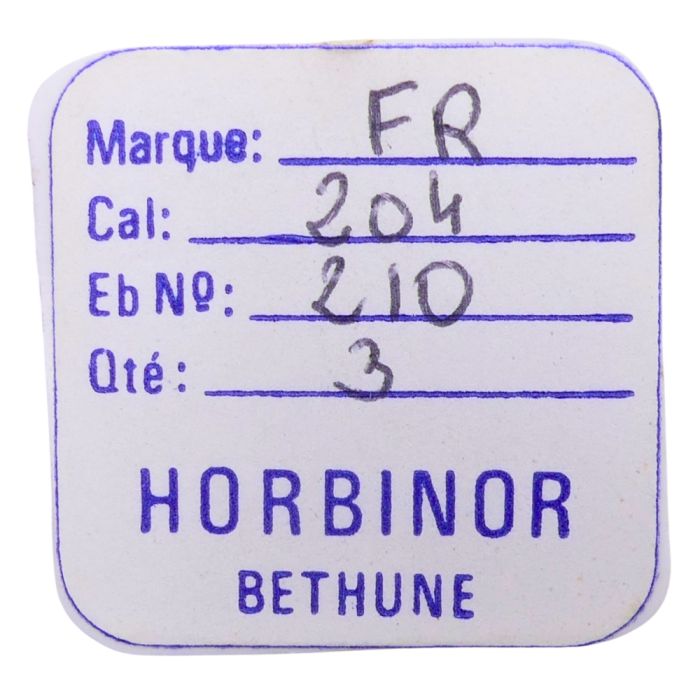 Marque: FR
Cal: 204
Eb Nº: 210
Qté: 3
HORBINOR
BETHUNE